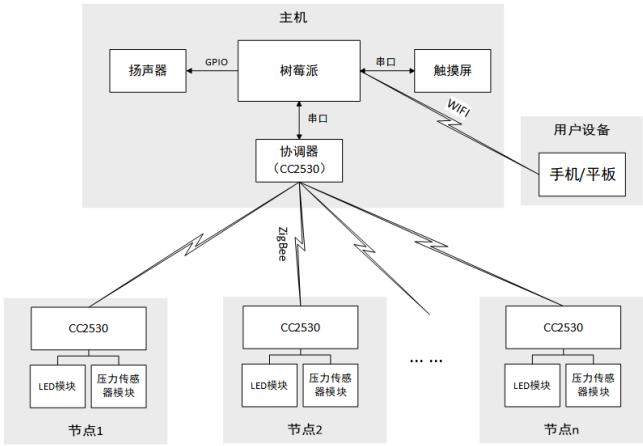 主机
扬声器
GPIO
树莓派
串口
触摸屏
串口
WIFI
协调器
（CC2530）
用户设备
手机/平板
ZigBee
CC2530
LED模块
压力传感
器模块
节点1
CC2530
LED模块
压力传感
器模块
节点2
... ...
CC2530
LED模块
压力传感
器模块
节点n